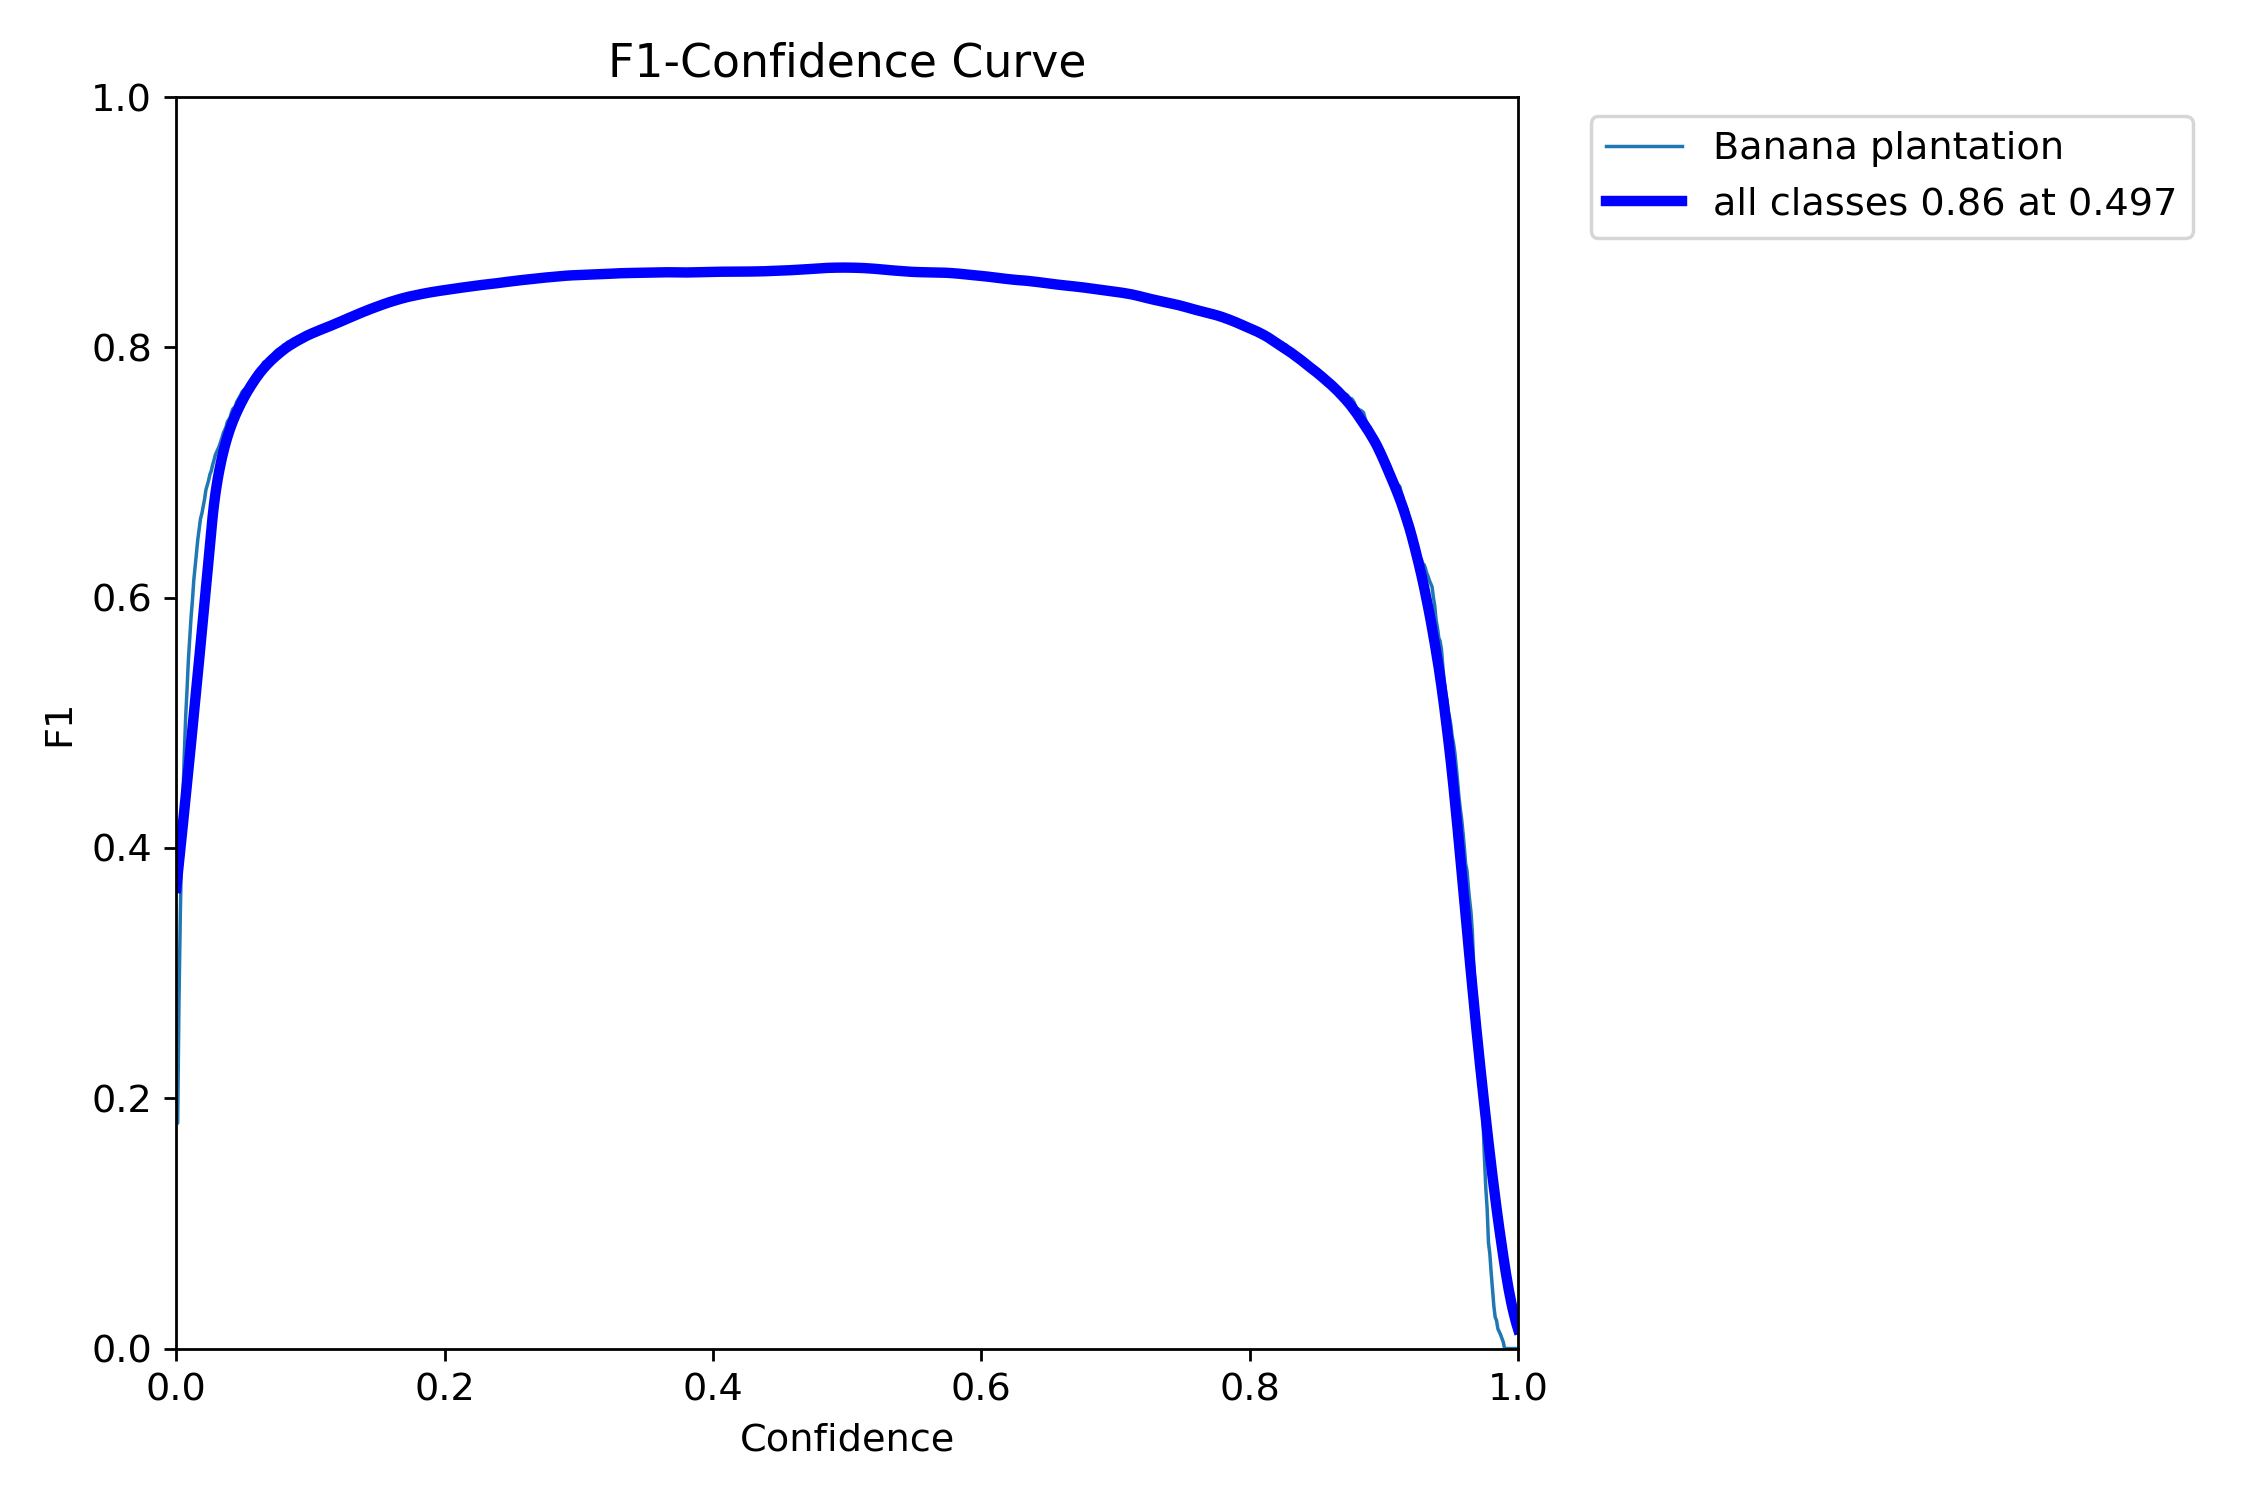 F1-Confidence Curve
1.0
0.8
0.6
0.4
0.2
0.0
F1
0.0 0.2 0.4 0.6 0.8 1.0
Confidence
Banana plantation
all classes 0.86 at 0.497